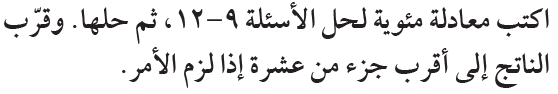 اكتب معادلة مئوية لحل الأسئلة ٩-١٢، ثم حلها. وقرّب
الناتج إلى أقرب جزء من عشرة إذا لزم الأمر.